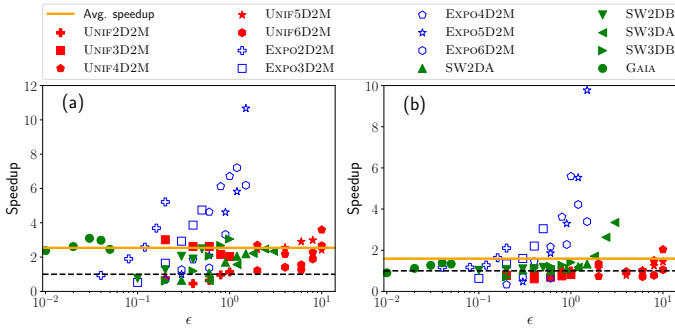 Avg. speedup UNIF5D2M EXPO4D2M SW2DB
UNIF2D2M UNIF6D2M EXPO5D2M SW3DA
UNIF3D2M EXPO2D2M EXPO6D2M SW3DB
UNIF4D2M EXPO3D2M SW2DA GAIA
12
10
8
6
4
2
0
Speedup
(a)
10⁻² 10⁻¹ 10⁰ 10¹
ϵ
10
8
6
4
2
0
Speedup
(b)
10⁻² 10⁻¹ 10⁰ 10¹
ϵ